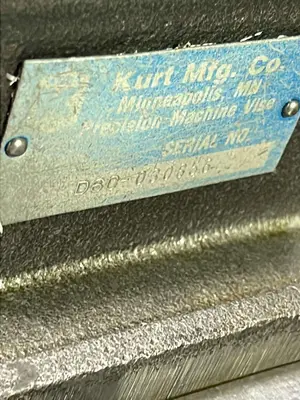 Kurt Mfg. Co.
Minneapolis, MN
Precision Machine Vise
SERIAL NO.